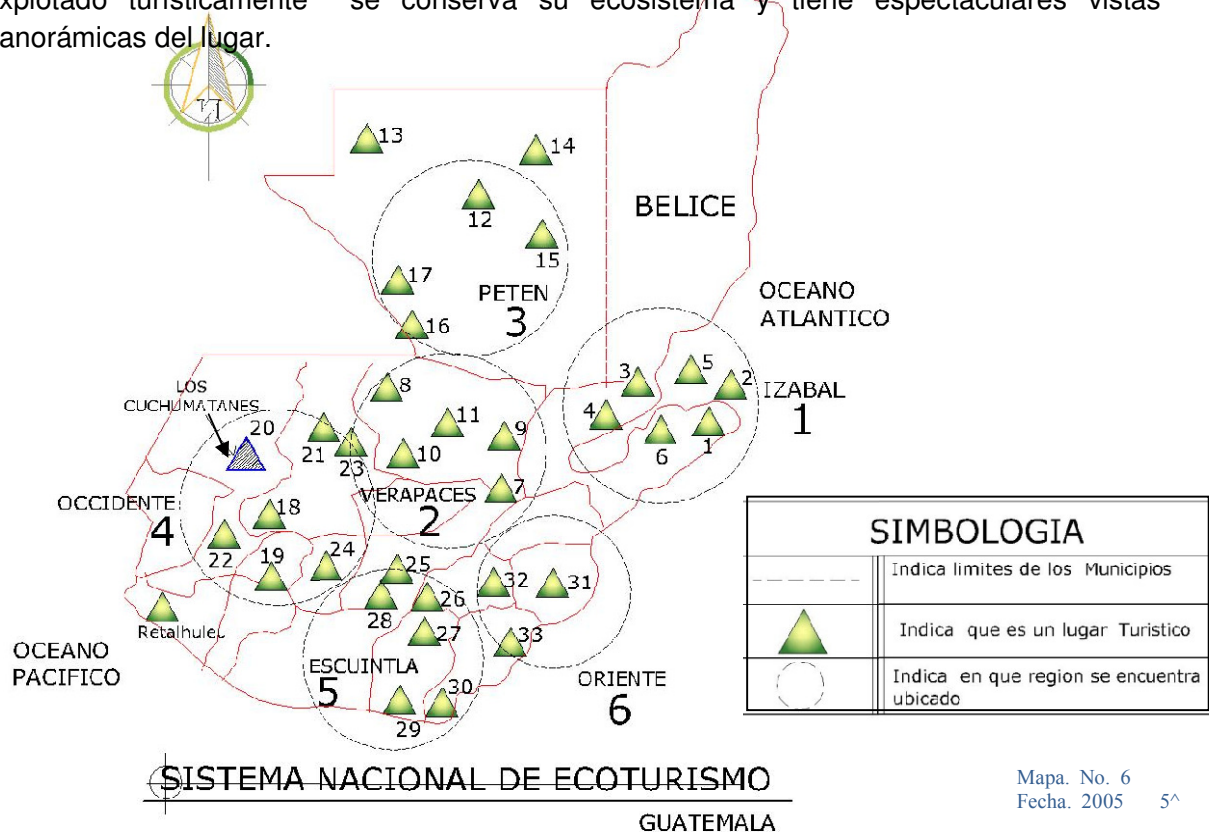 xplotado turísticamente se conserva su ecosistema y tiene espectaculares vistas
anorámicas del lugar.
N
13
14
12
BELICE
15
17
PETEN
3
16
OCEANO
ATLANTICO
LOS
CUCHUMATANES
20
8
3
5
2
IZABAL
1
4
11
9
21
23
10
6
1
7
OCCIDENTE
4
18
VERAPACES
2
22
19
24
25
32
31
28
26
Retalhuleu
27
33
OCEANO
PACIFICO
ESCUINTLA
5
30
29
ORIENTE
6
SIMBOLOGIA
Indica limites de los Municipios
Indica que es un lugar Turistico
Indica en que region se encuentra
ubicado
SISTEMA NACIONAL DE ECOTURISMO
GUATEMALA
Mapa. No. 6
Fecha. 2005 5^